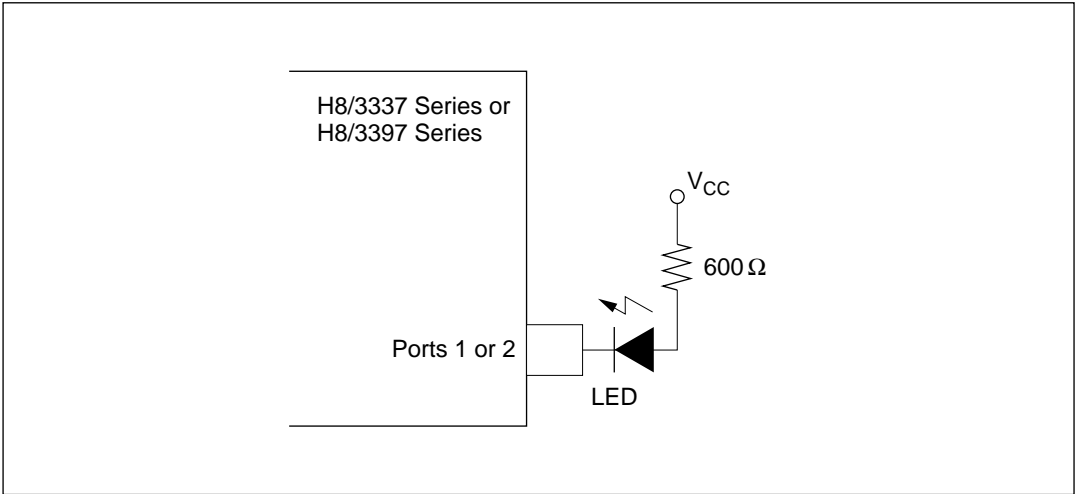 H8/3337 Series or
H8/3397 Series
VCC
600 Ω
Ports 1 or 2
LED